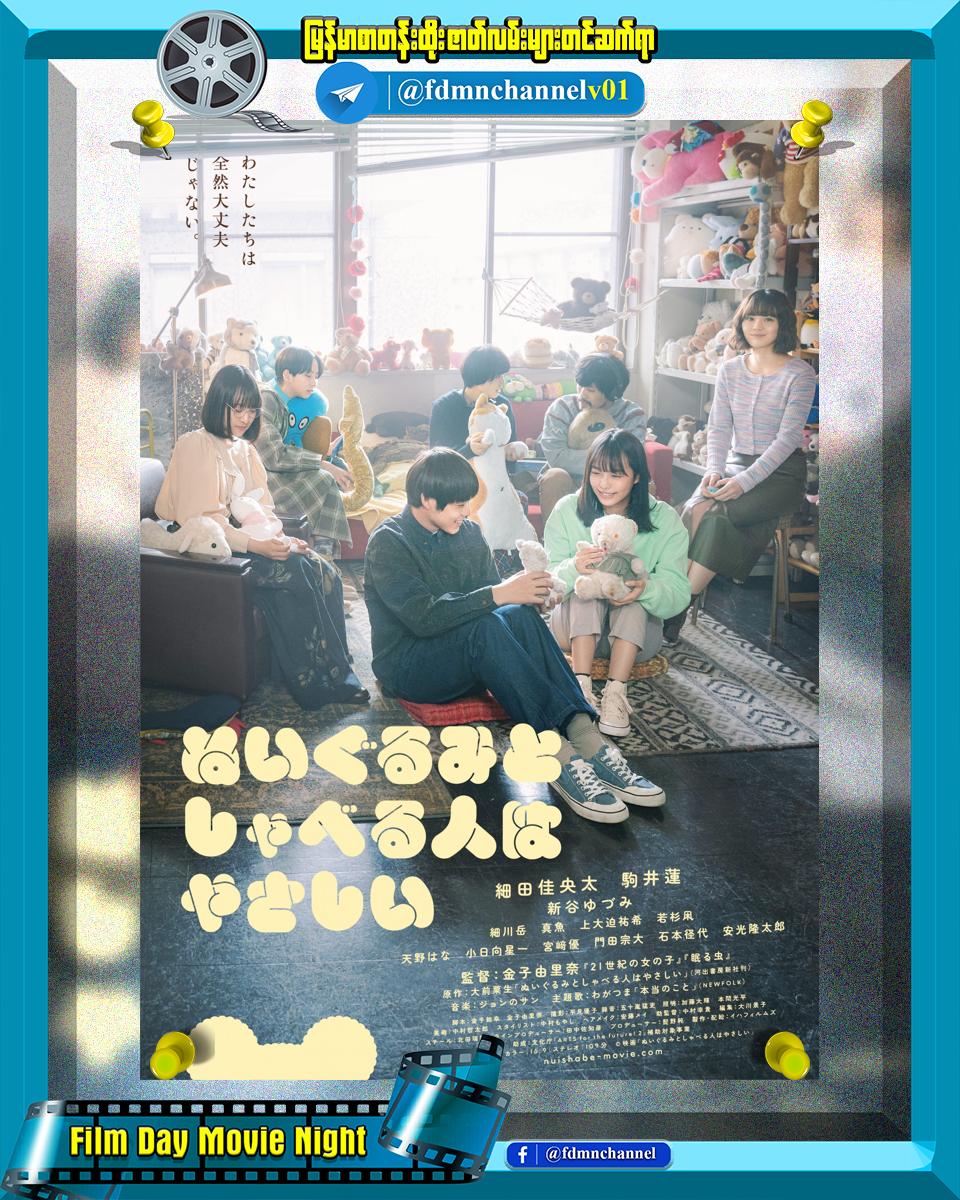 မြန်မာစာတန်းထိုးဇာတ်လမ်းများတင်ဆက်ရာ
@fdmnchannelv01
わたしたちは
全然大丈夫
じゃない。
ぬいぐるみと
しゃべる人は
やさしい
細田佳央太 駒井蓮
新谷ゆづみ
細川岳 真魚 上大迫祐希 若杉凩
天野はな 小日向星一 宮﨑優 門田宗大 石本径代 安光隆太郎
監督：金子由里奈『21世紀の女の子』『眠る虫』
原作：大前粟生「ぬいぐるみとしゃべる人はやさしい」（河出書房新社刊）
音楽：ジョンのサン 主題歌：わがつま「本当のこと」（NEWFOLK）
nuishabe-movie.com
Film Day Movie Night
@fdmnchannel